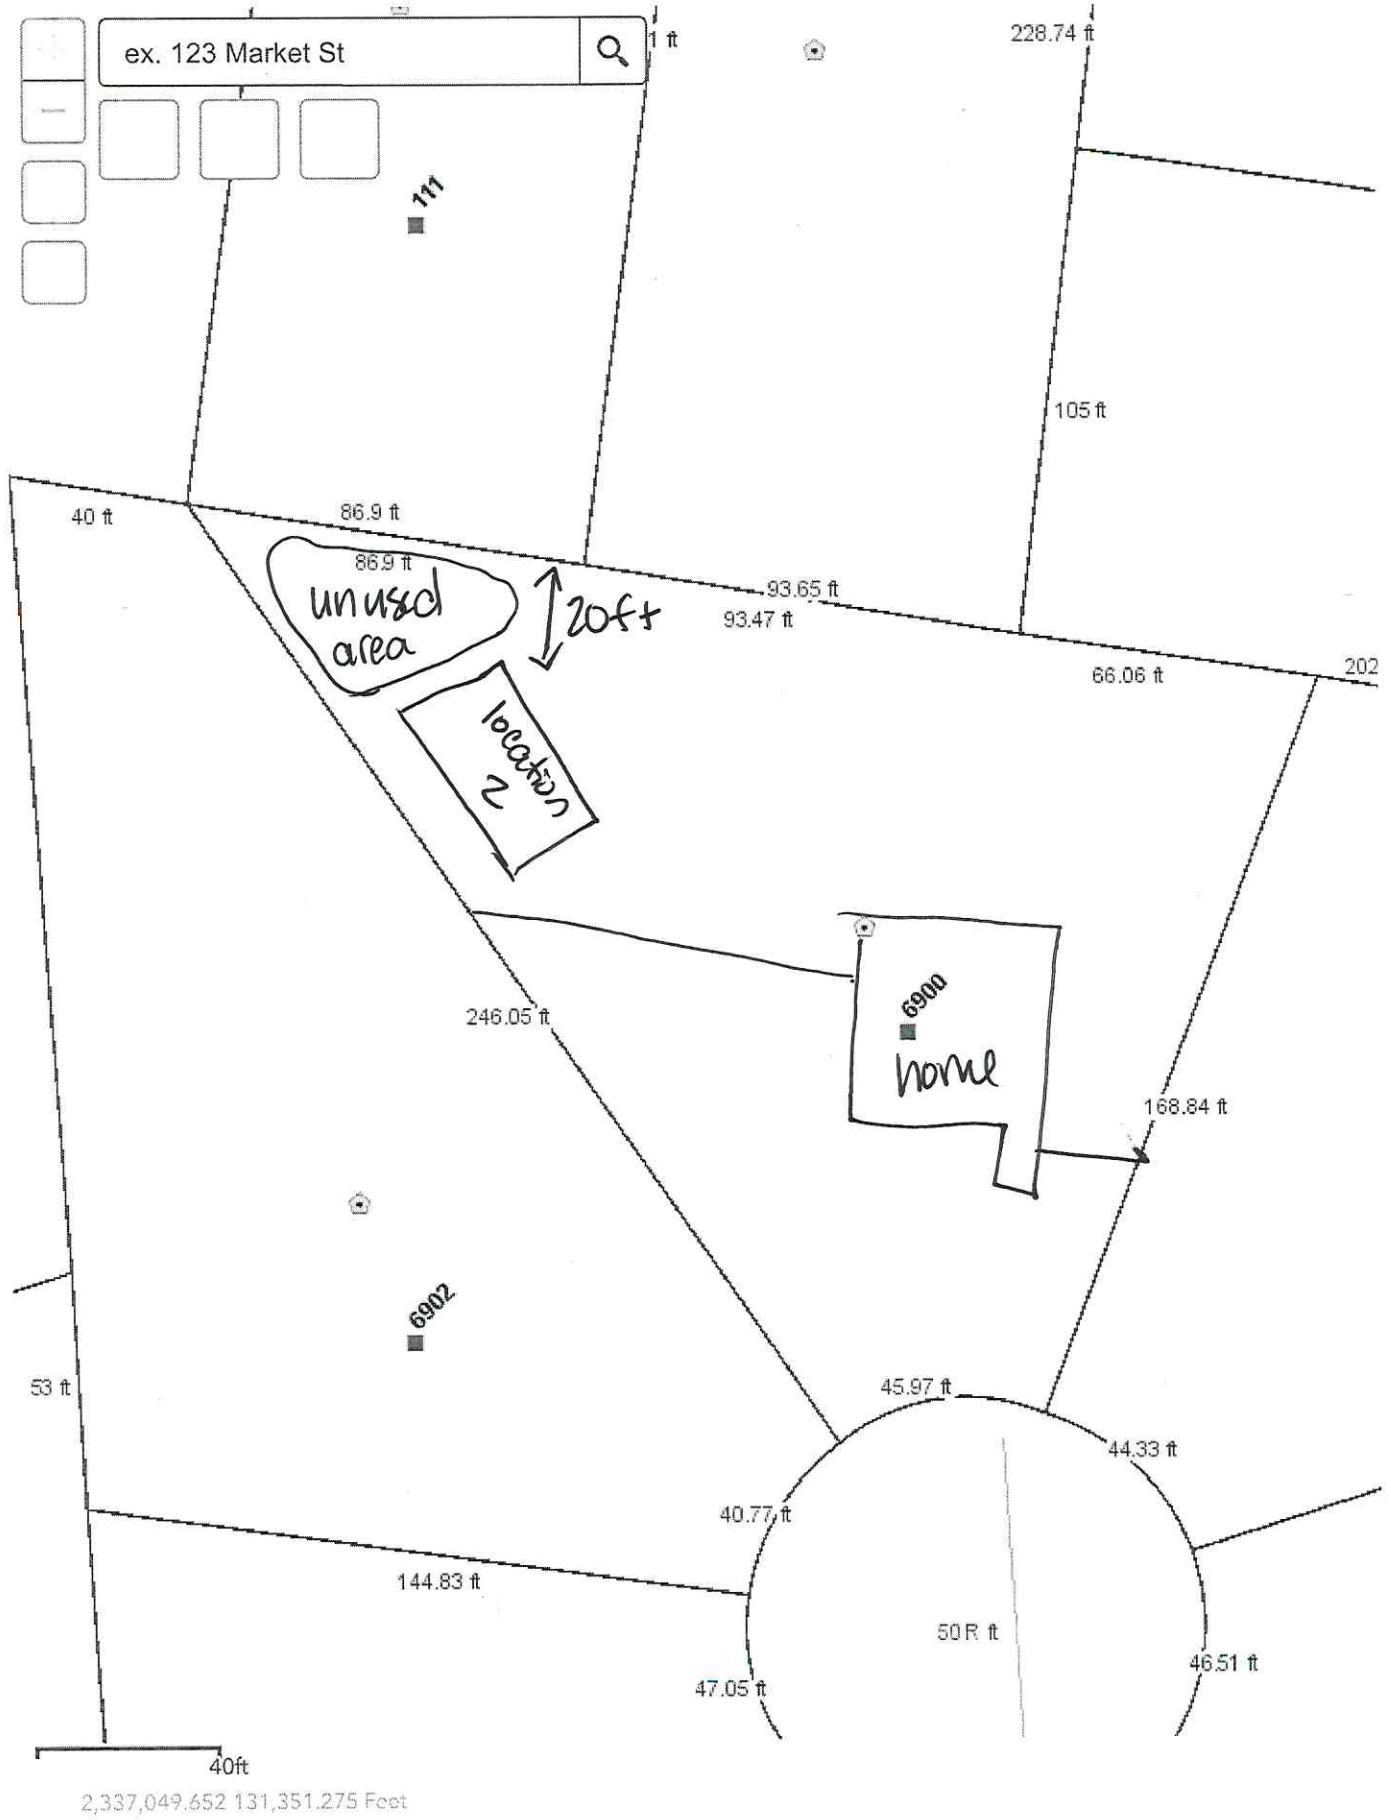 ex. 123 Market St
1 ft
228.74 ft
111
105 ft
40 ft
86.9 ft
86.9 ft
unused
area
20ft
93.65 ft
93.47 ft
66.06 ft
202
location
2
246.05 ft
6900
home
168.84 ft
6902
53 ft
45.97 ft
44.33 ft
40.77 ft
144.83 ft
50 R ft
46.51 ft
47.05 ft
40ft
2,337,049.652 131,351.275 Feet